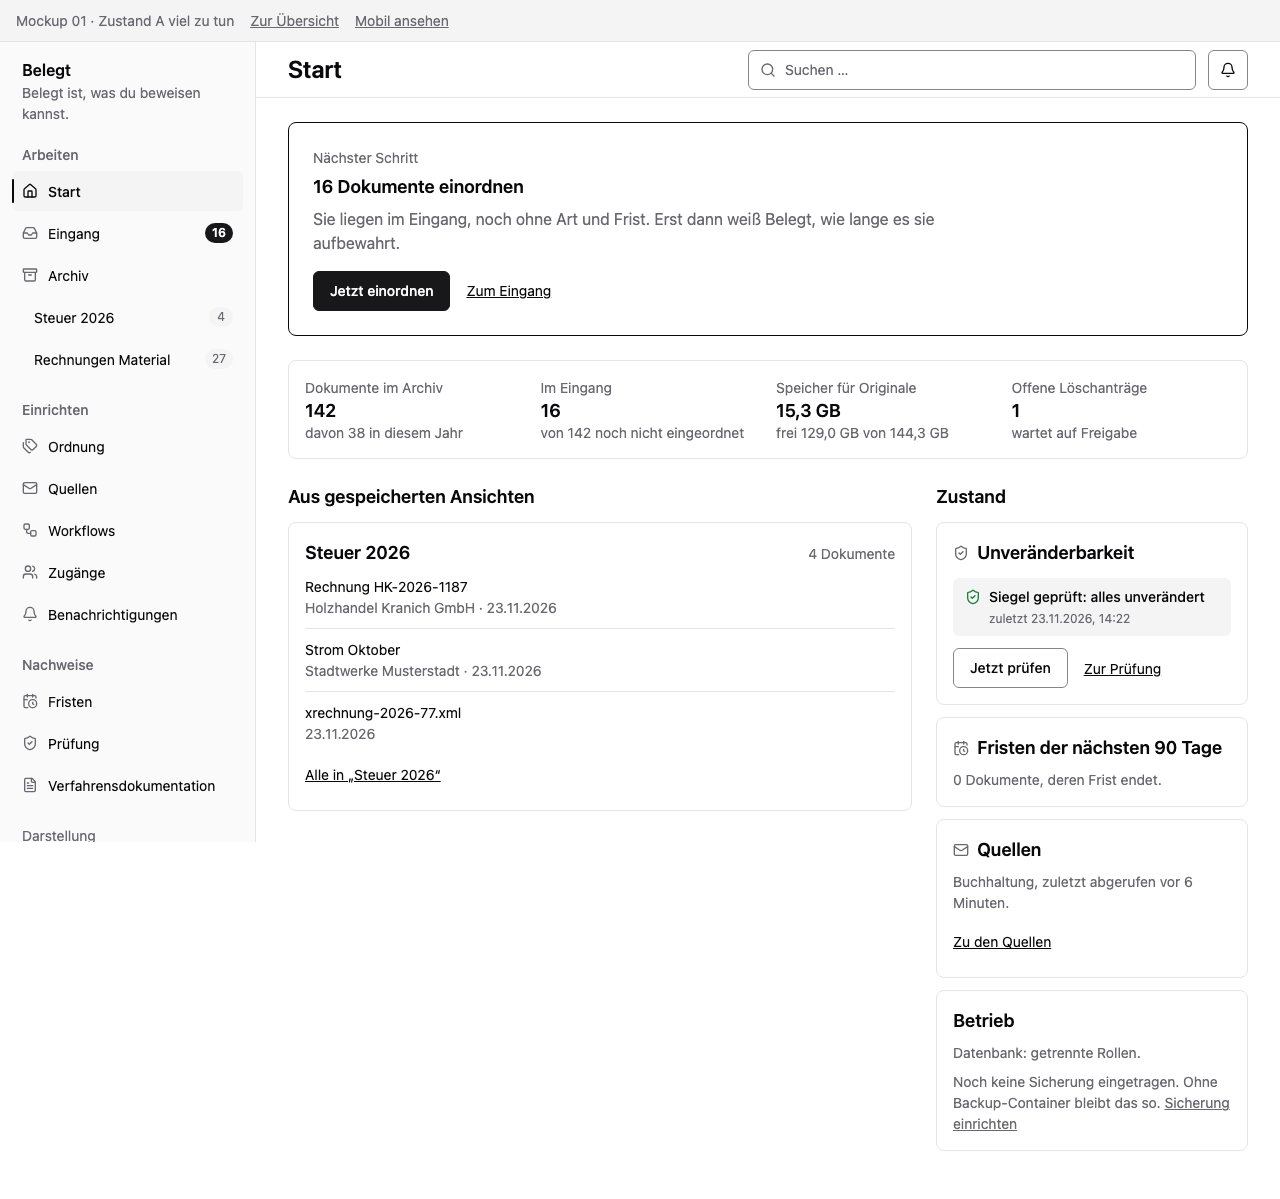 Mockup 01 · Zustand A viel zu tun Zur Übersicht Mobil ansehen
Belegt
Belegt ist, was du beweisen
kannst.
Arbeiten
Start
Eingang 16
Archiv
Steuer 2026 4
Rechnungen Material 27
Einrichten
Ordnung
Quellen
Workflows
Zugänge
Benachrichtigungen
Nachweise
Fristen
Prüfung
Verfahrensdokumentation
Darstellung
Start
Suchen …
Nächster Schritt
16 Dokumente einordnen
Sie liegen im Eingang, noch ohne Art und Frist. Erst dann weiß Belegt, wie lange es sie
aufbewahrt.
Jetzt einordnen Zum Eingang
Dokumente im Archiv
142
davon 38 in diesem Jahr
Im Eingang
16
von 142 noch nicht eingeordnet
Speicher für Originale
15,3 GB
frei 129,0 GB von 144,3 GB
Offene Löschanträge
1
wartet auf Freigabe
Aus gespeicherten Ansichten
Steuer 2026 4 Dokumente
Rechnung HK-2026-1187
Holzhandel Kranich GmbH · 23.11.2026
Strom Oktober
Stadtwerke Musterstadt · 23.11.2026
xrechnung-2026-77.xml
23.11.2026
Alle in „Steuer 2026“
Zustand
Unveränderbarkeit
Siegel geprüft: alles unverändert
zuletzt 23.11.2026, 14:22
Jetzt prüfen Zur Prüfung
Fristen der nächsten 90 Tage
0 Dokumente, deren Frist endet.
Quellen
Buchhaltung, zuletzt abgerufen vor 6
Minuten.
Zu den Quellen
Betrieb
Datenbank: getrennte Rollen.
Noch keine Sicherung eingetragen. Ohne
Backup-Container bleibt das so. Sicherung
einrichten